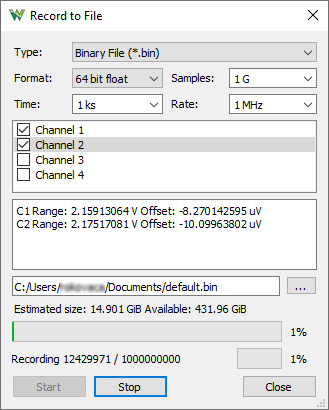 Record to File
Type: Binary File (*.bin)
Format: 64 bit float Samples: 1 G
Time: 1 ks Rate: 1 MHz
Channel 1
Channel 2
Channel 3
Channel 4
C1 Range: 2.15913064 V Offset: -8.270142595 uV
C2 Range: 2.17517081 V Offset: -10.09963802 uV
C:/Users/ /Documents/default.bin ...
Estimated size: 14.901 GiB Available: 431.96 GiB
1%
Recording 12429971 / 1000000000 1%
Start Stop Close